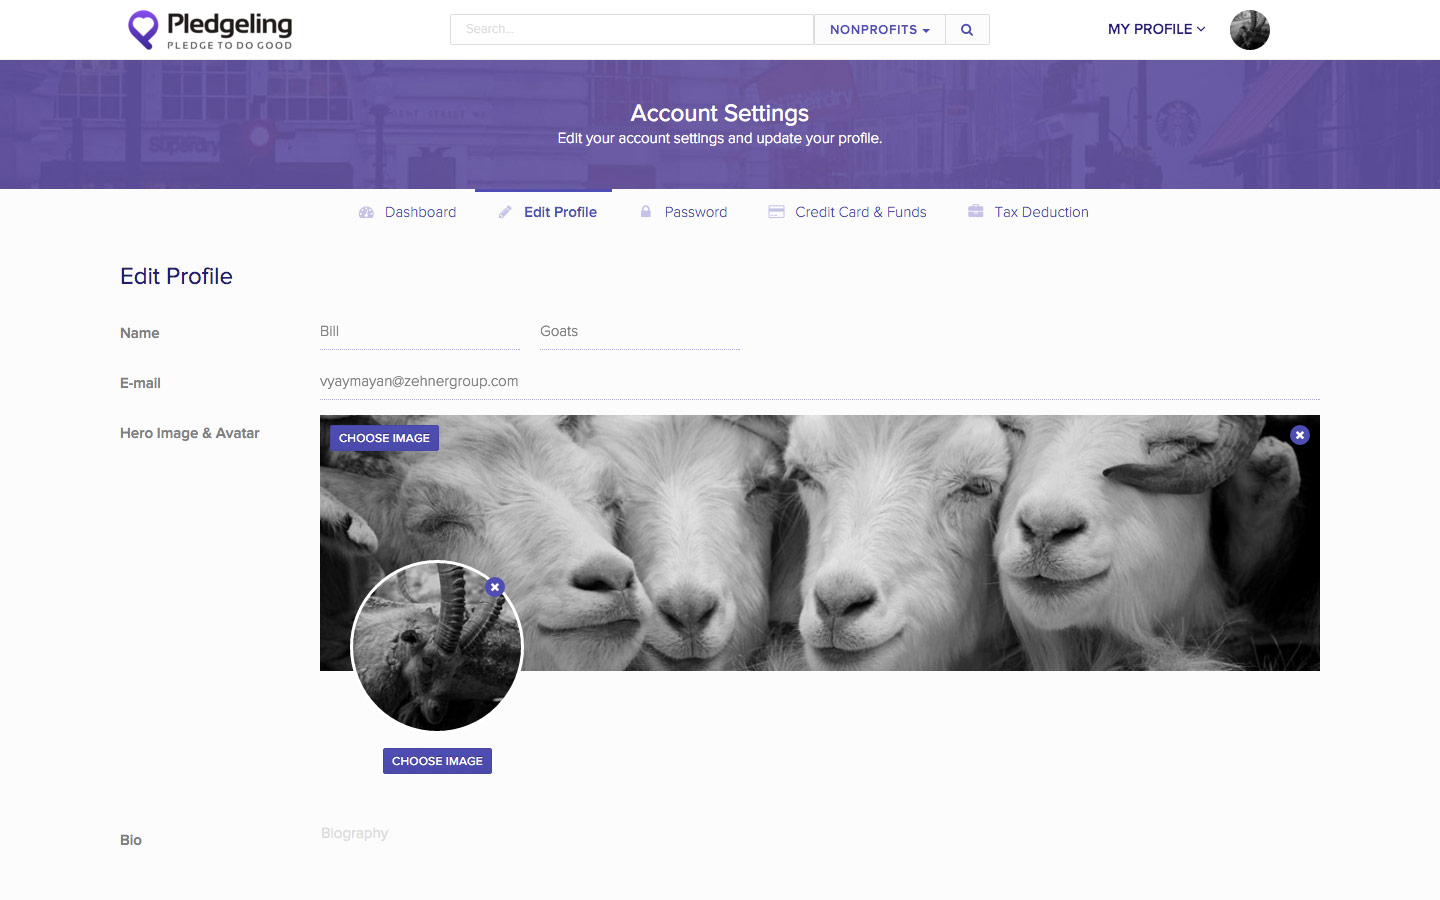 Pledgeling
PLEDGE TO DO GOOD
Search...
NONPROFITS
MY PROFILE
Account Settings
Edit your account settings and update your profile.
Dashboard
Edit Profile
Password
Credit Card & Funds
Tax Deduction
Edit Profile
Name
Bill
Goats
E-mail
vyaymayan@zehnergroup.com
Hero Image & Avatar
CHOOSE IMAGE
CHOOSE IMAGE
Bio
Biography